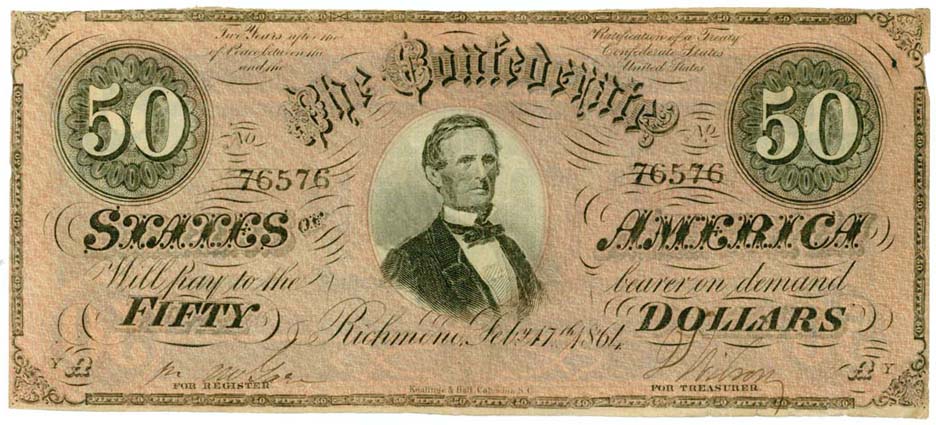 Two Years after the
of Peace between the
and the
Ratification of a Treaty
Confederate States
United States
The Confederate
50
50
No.
76576
No.
76576
STATES OF AMERICA
Will pay to the bearer on demand
FIFTY DOLLARS
Richmond, Feb. 17th 1864.
Y E
FOR REGISTER
Keatinge & Ball, Columbia, S.C.
FOR TREASURER
E Y